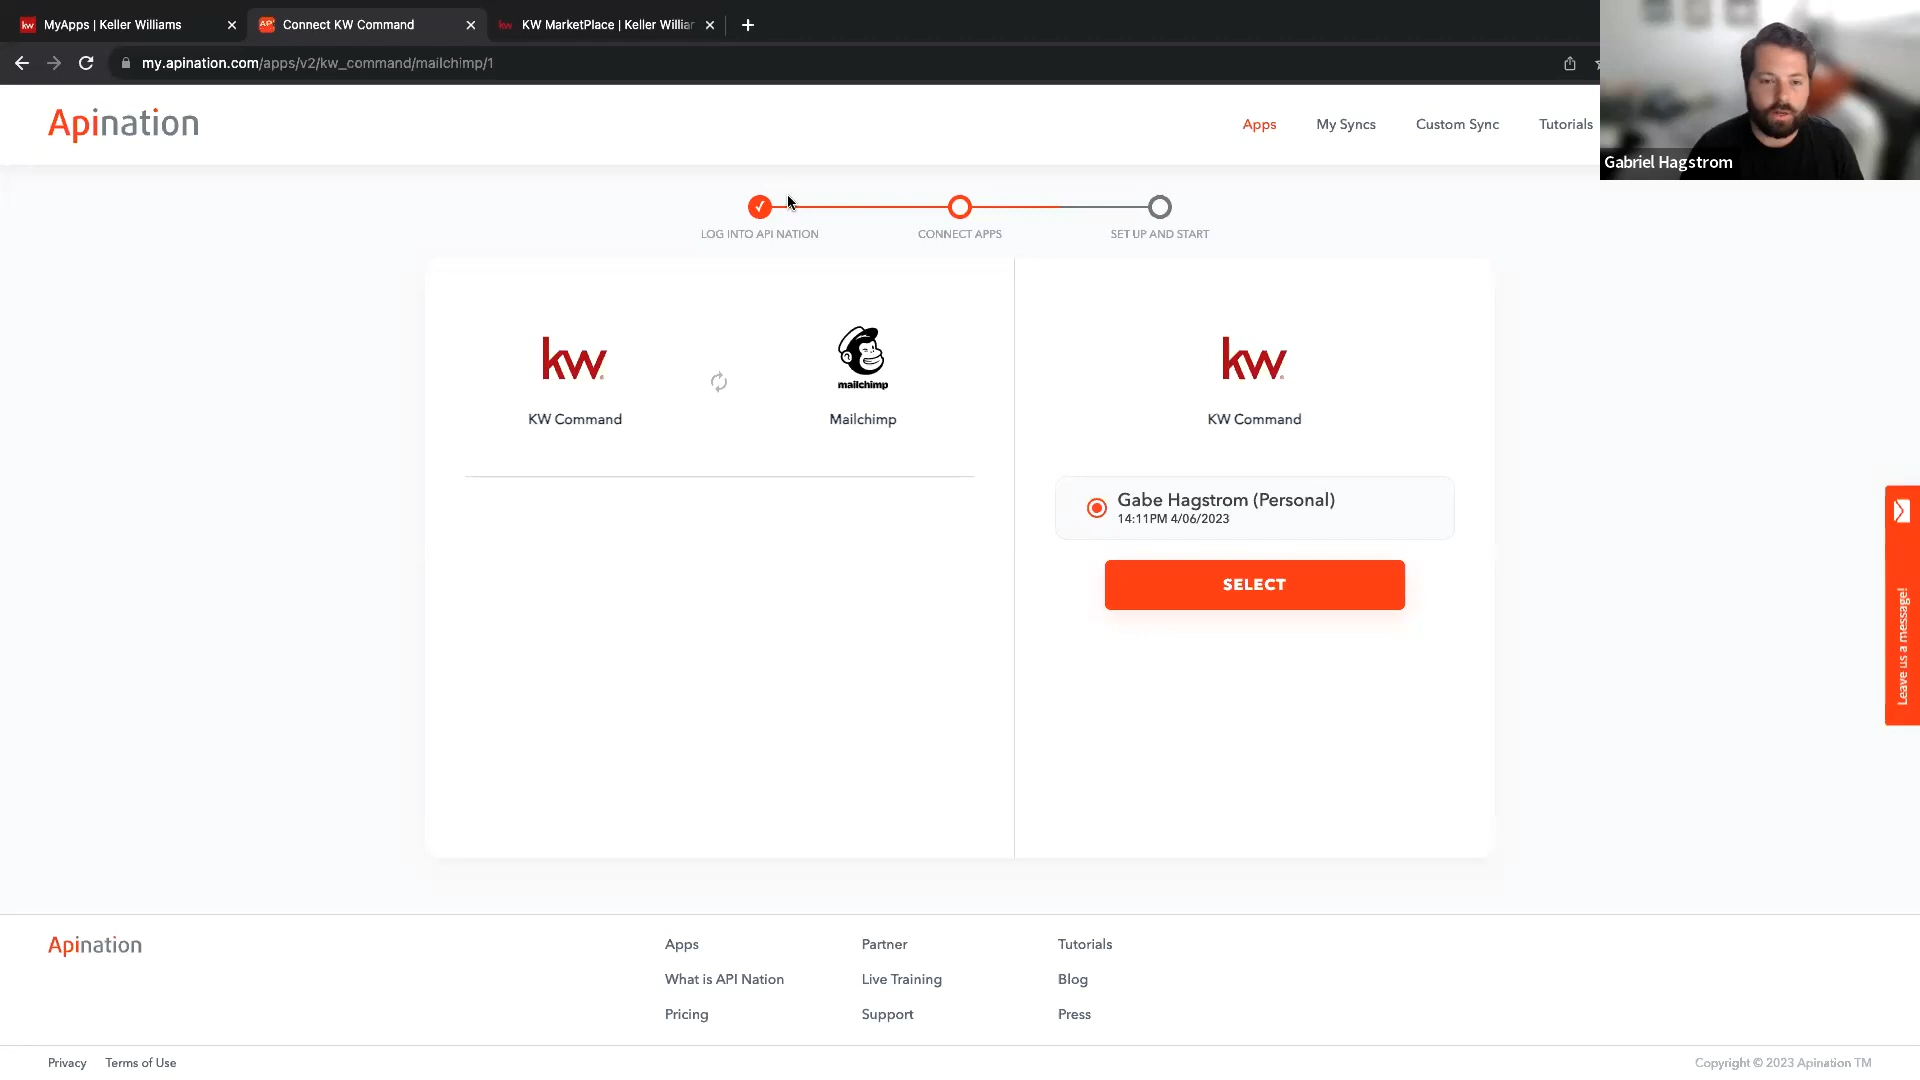 MyApps | Keller Williams
Connect KW Command
KW MarketPlace | Keller Williar
my.apination.com/apps/v2/kw_command/mailchimp/1
Apination
Apps
My Syncs
Custom Sync
Tutorials
Gabriel Hagstrom
LOG INTO API NATION
CONNECT APPS
SET UP AND START
kw
mailchimp
kw
KW Command
Mailchimp
KW Command
Gabe Hagstrom (Personal)
14:11PM 4/06/2023
SELECT
Leave us a message!
Apination
Apps
Partner
Tutorials
What is API Nation
Live Training
Blog
Pricing
Support
Press
Privacy
Terms of Use
Copyright © 2023 Apination TM